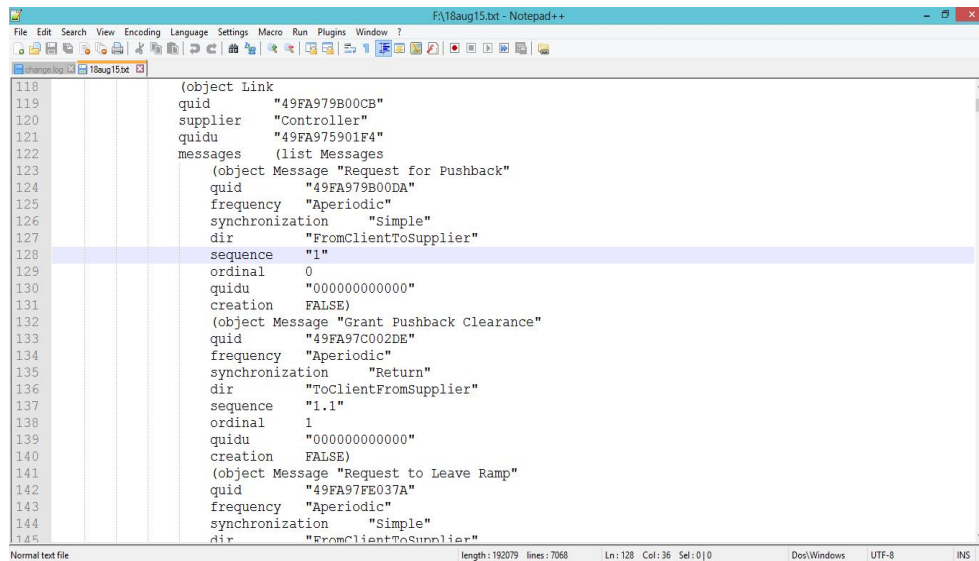 F:\18aug15.txt - Notepad++
File Edit Search View Encoding Language Settings Macro Run Plugins Window ?
change.log 18aug15.txt
118 (object Link
119 quid "49FA979B00CB"
120 supplier "Controller"
121 quidu "49FA975901F4"
122 messages (list Messages
123 (object Message "Request for Pushback"
124 quid "49FA979B00DA"
125 frequency "Aperiodic"
126 synchronization "Simple"
127 dir "FromClientToSupplier"
128 sequence "1"
129 ordinal 0
130 quidu "000000000000"
131 creation FALSE)
132 (object Message "Grant Pushback Clearance"
133 quid "49FA97C002DE"
134 frequency "Aperiodic"
135 synchronization "Return"
136 dir "ToClientFromSupplier"
137 sequence "1.1"
138 ordinal 1
139 quidu "000000000000"
140 creation FALSE)
141 (object Message "Request to Leave Ramp"
142 quid "49FA97FE037A"
143 frequency "Aperiodic"
144 synchronization "Simple"
145 dir "FromClientToSupplier"
Normal text file length : 192079 lines : 7068 Ln : 128 Col : 36 Sel : 0 | 0 Dos\Windows UTF-8 INS